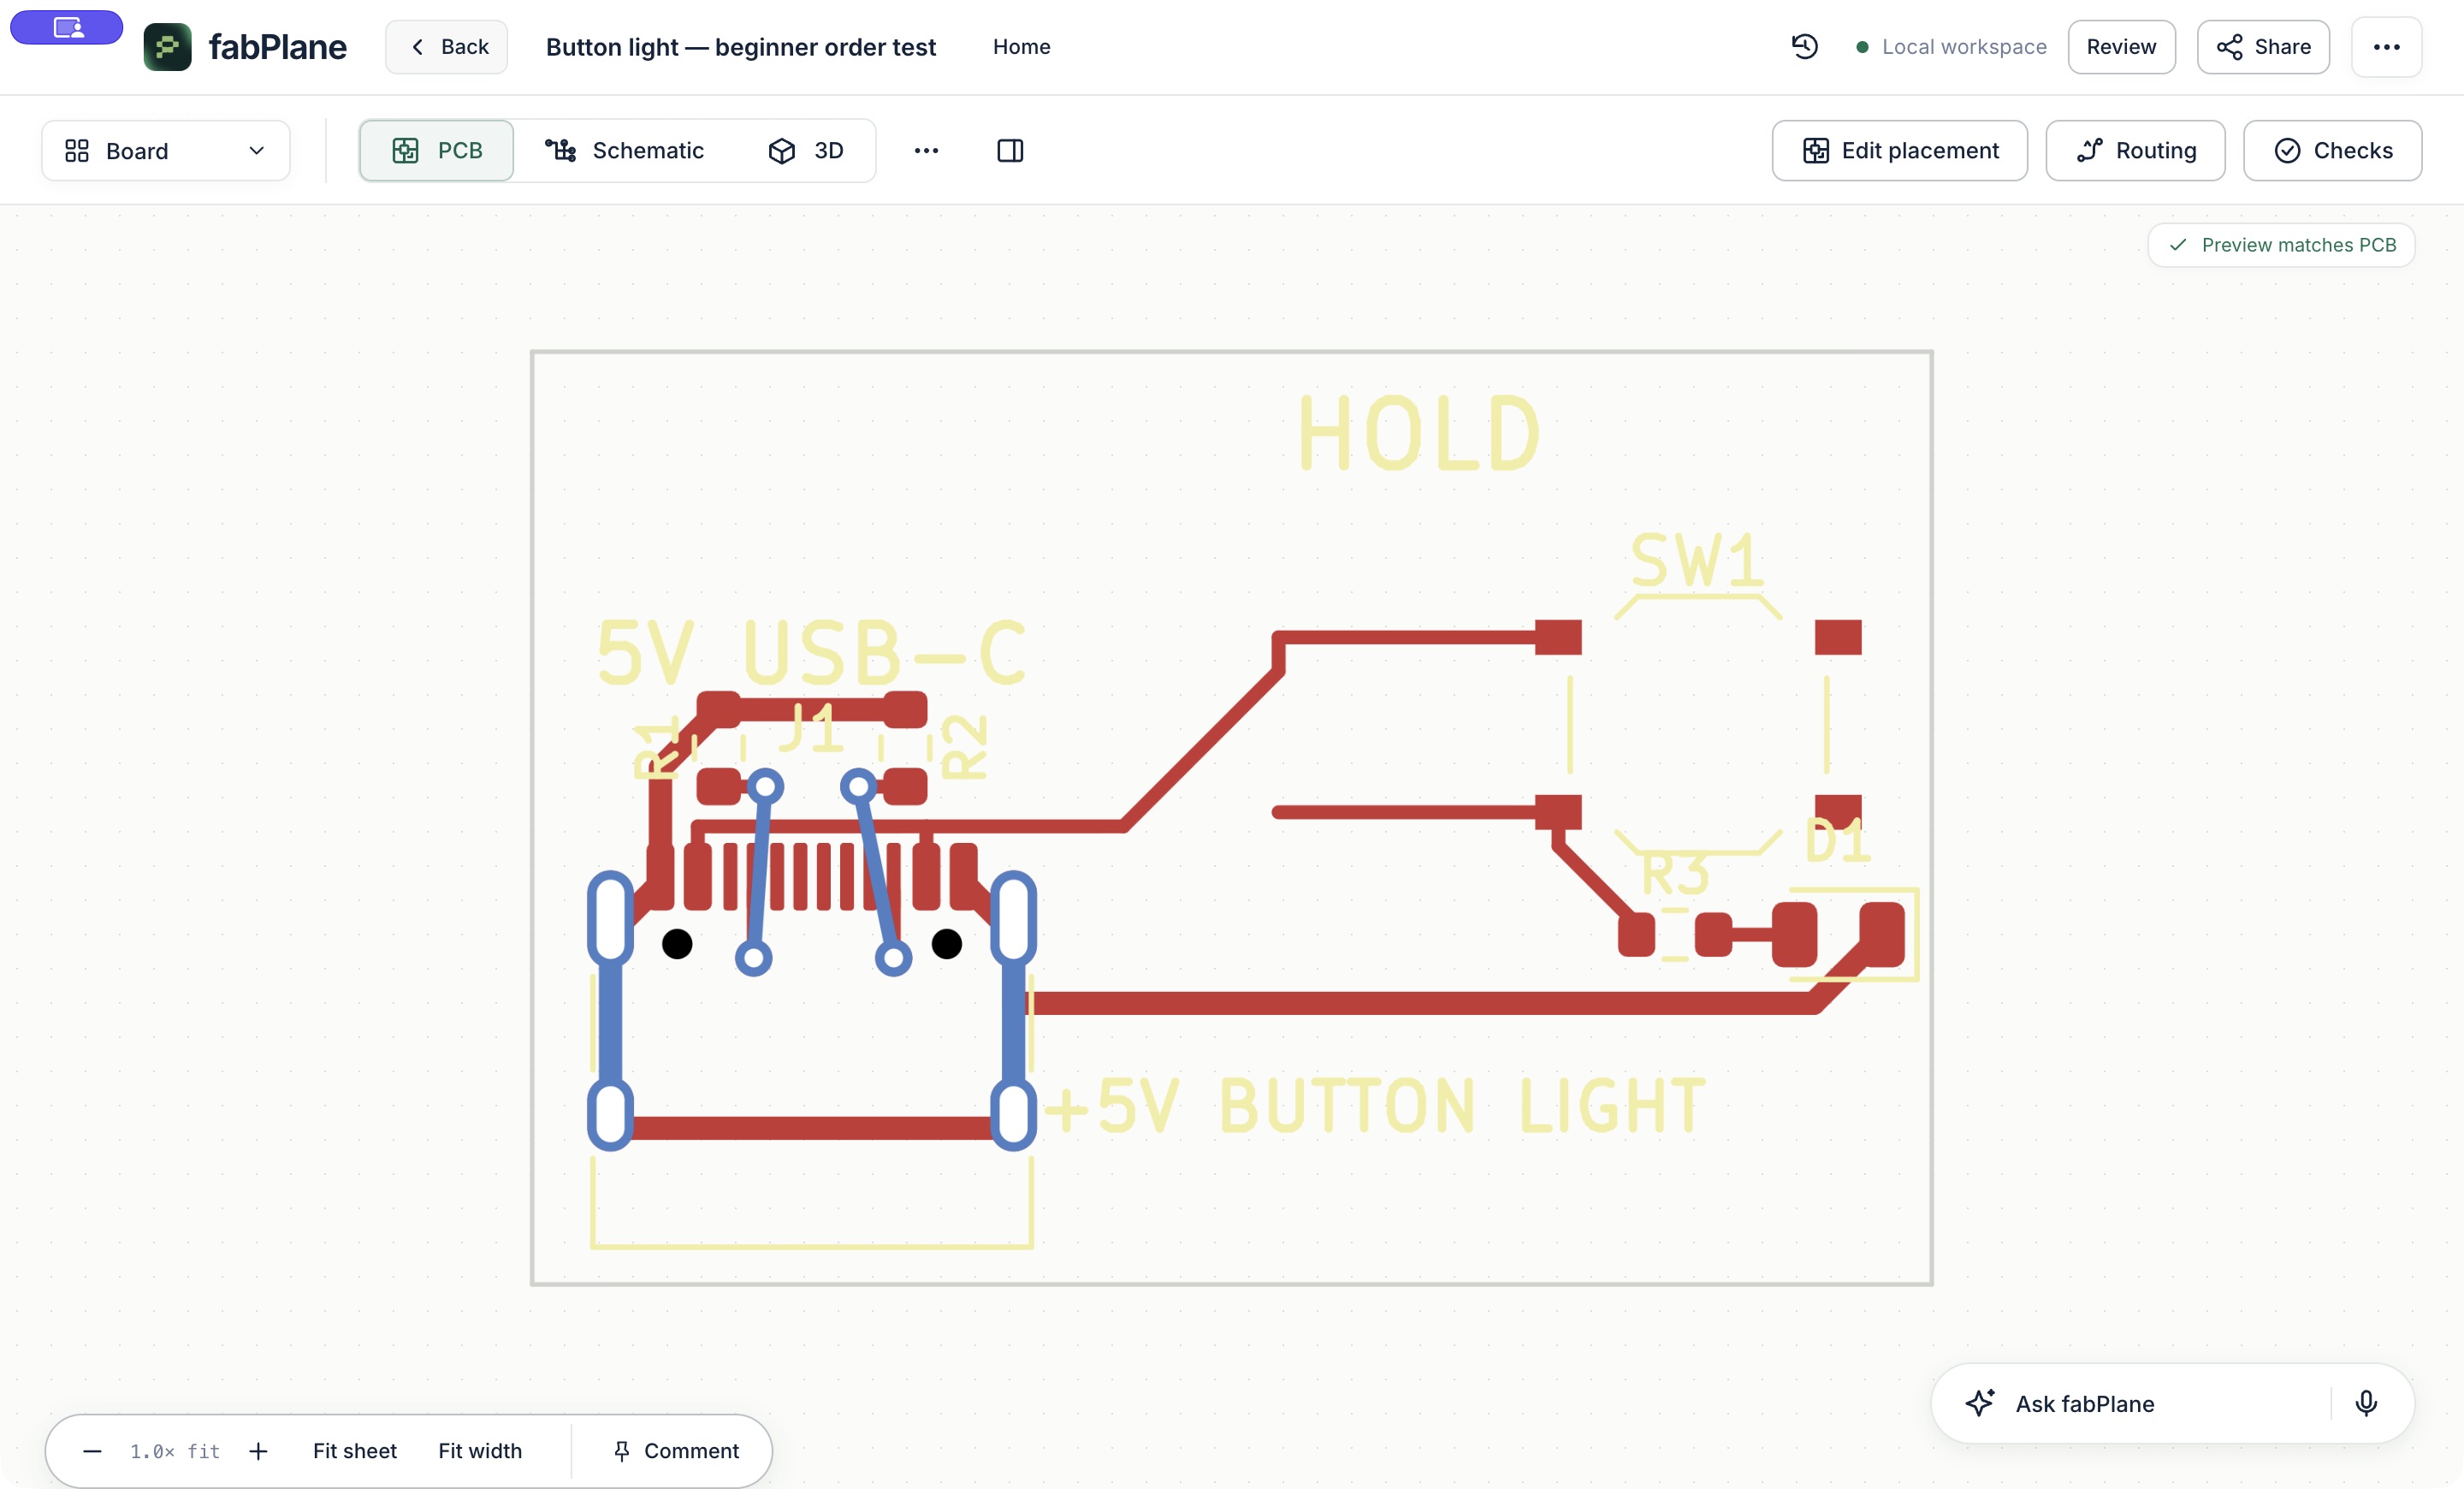 fabPlane
Back
Button light — beginner order test
Home
Local workspace
Review
Share
Board
PCB
Schematic
3D
Edit placement
Routing
Checks
Preview matches PCB
HOLD
SW1
5V USB-C
R1
J1
R2
D1
R3
+5V BUTTON LIGHT
Ask fabPlane
1.0× fit
Fit sheet
Fit width
Comment